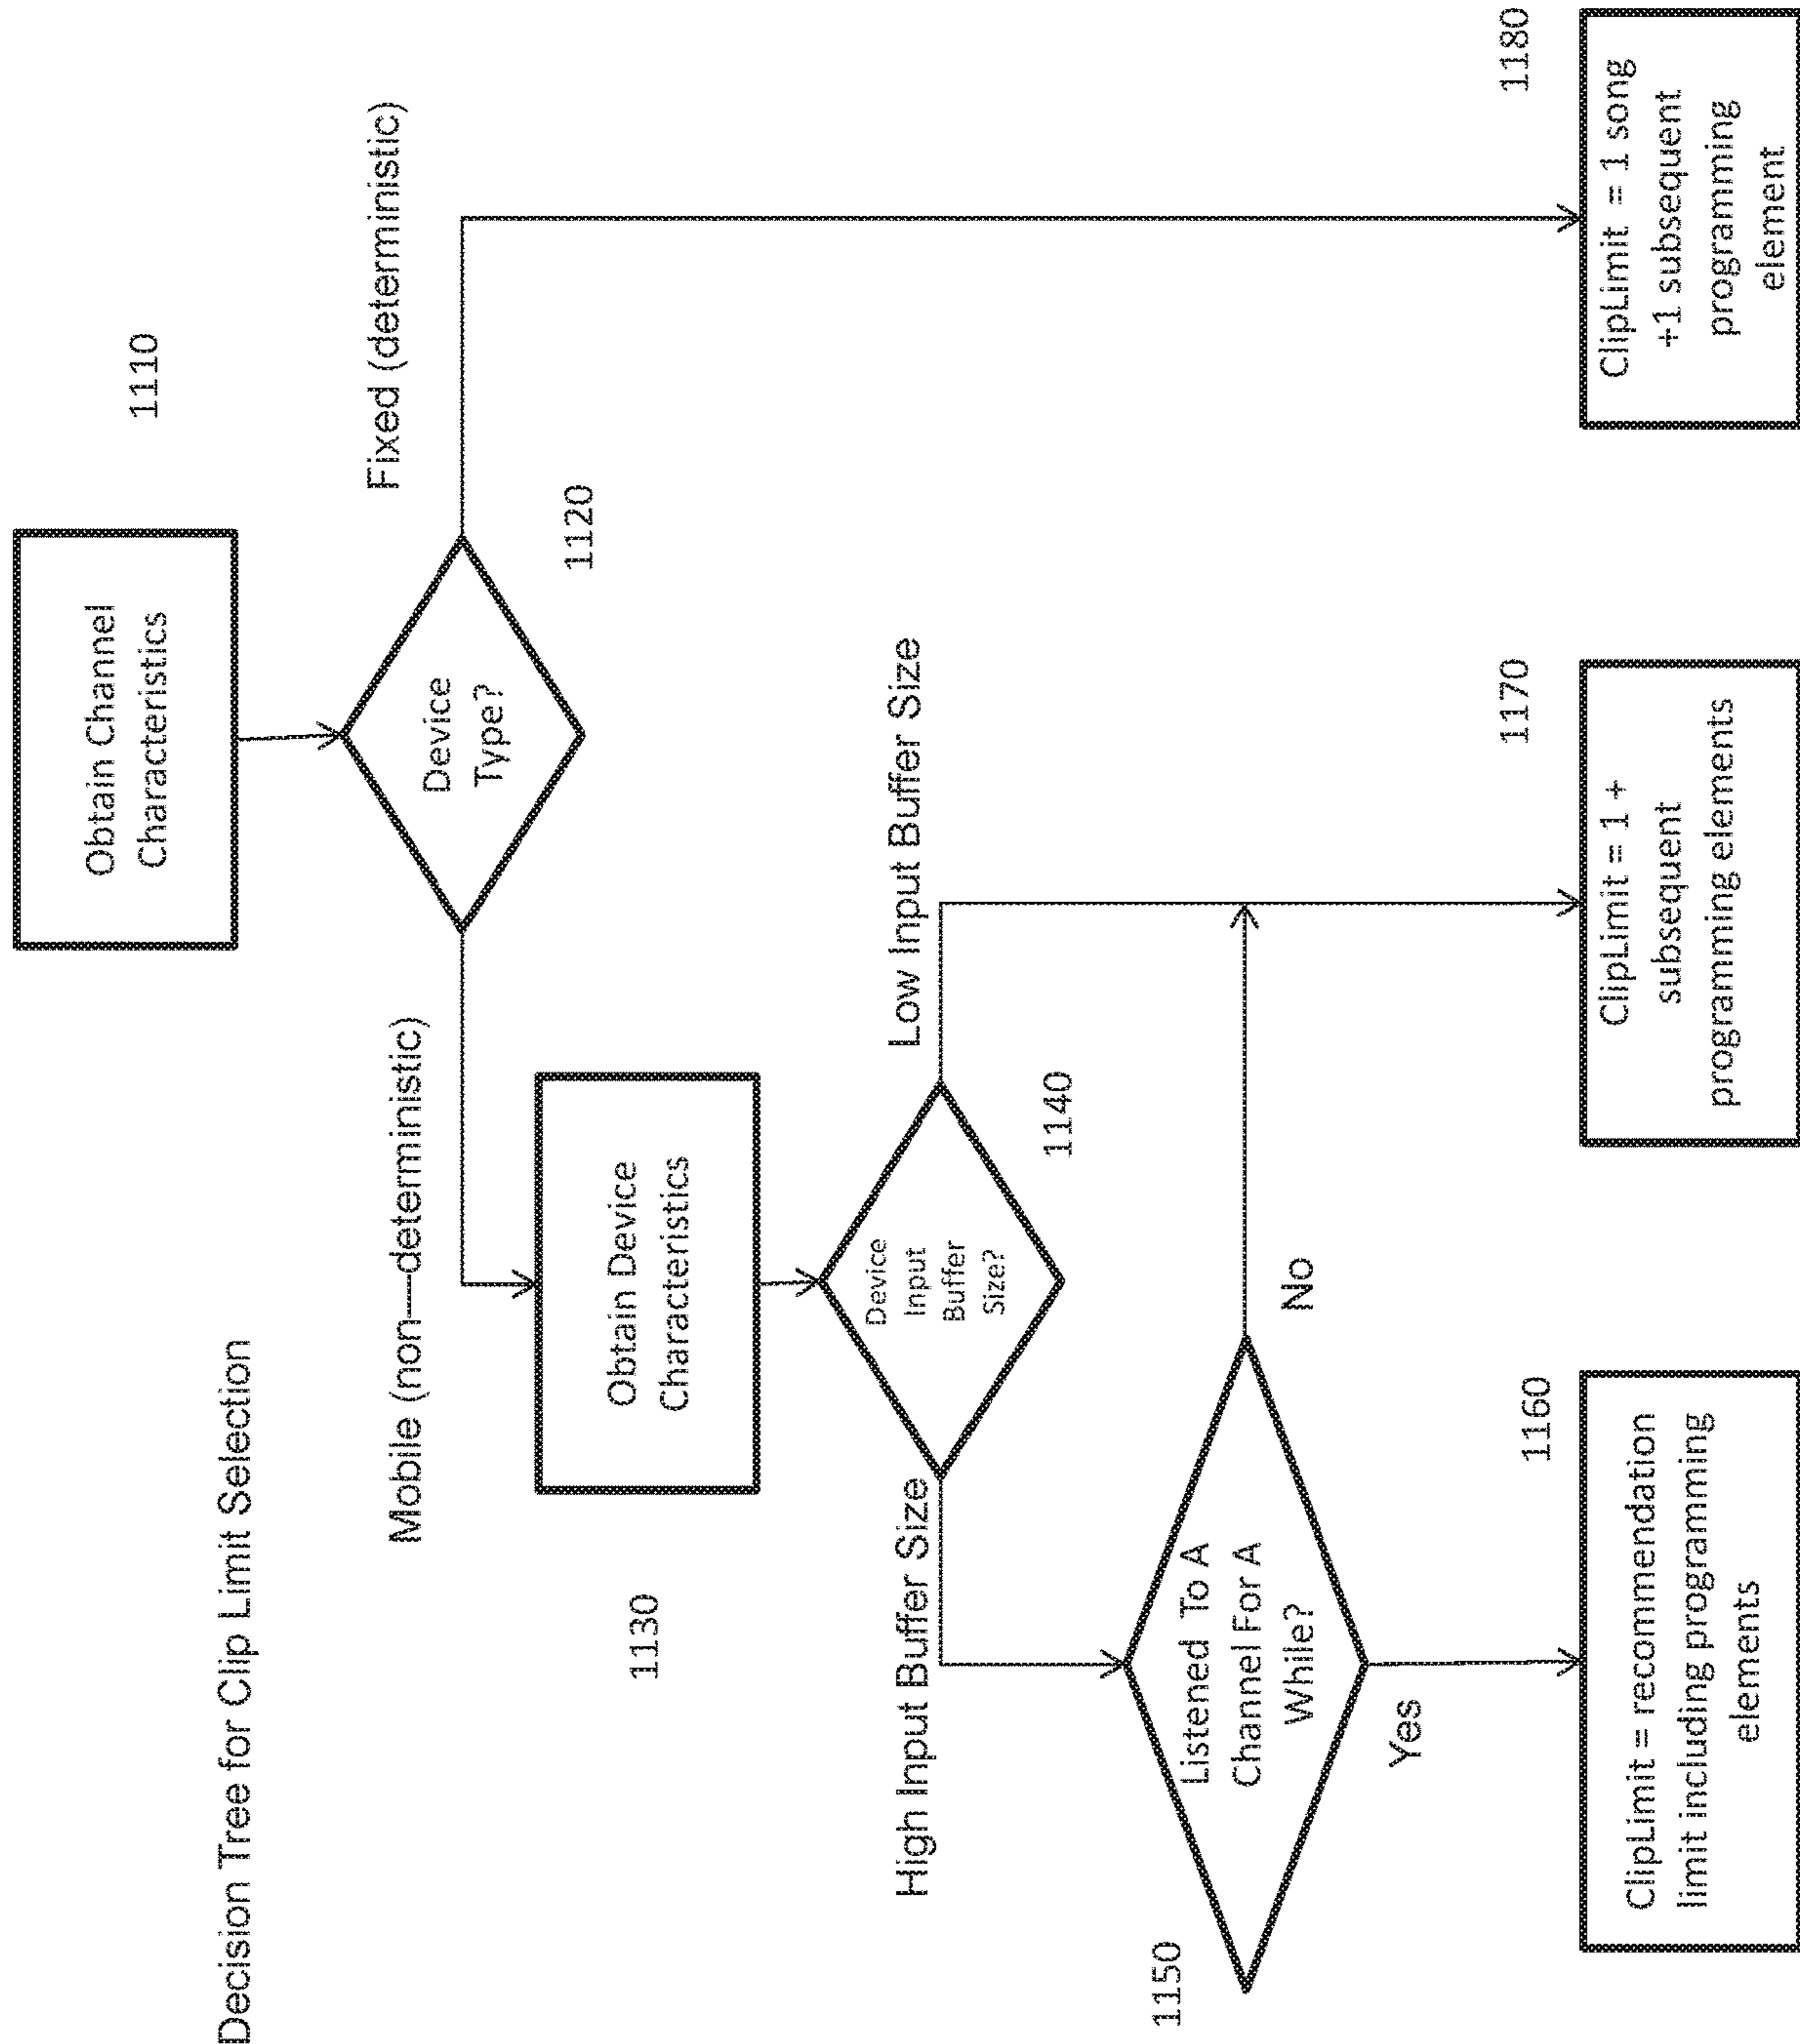 Decision Tree for Clip Limit Selection
1110
Obtain Channel
Characteristics
Mobile (non----deterministic)
Fixed (deterministic)
Device
Type?
1120
1130
Obtain Device
Characteristics
High Input Buffer Size
Low Input Buffer Size
Device
Input
Buffer
Size?
1140
1150
Listened To A
Channel For A
While?
No
Yes
1160
ClipLimit = recommendation
limit including programming
elements
1170
ClipLimit = 1 +
subsequent
programming elements
1180
ClipLimit = 1 song
+1 subsequent
programming
element